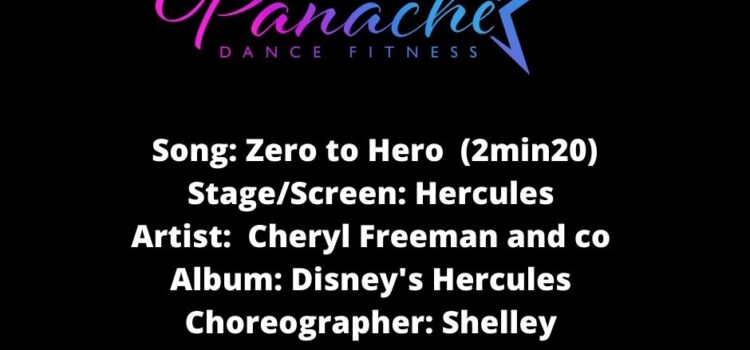 Panache
DANCE FITNESS
Song: Zero to Hero (2min20)
Stage/Screen: Hercules
Artist: Cheryl Freeman and co
Album: Disney's Hercules
Choreographer: Shelley